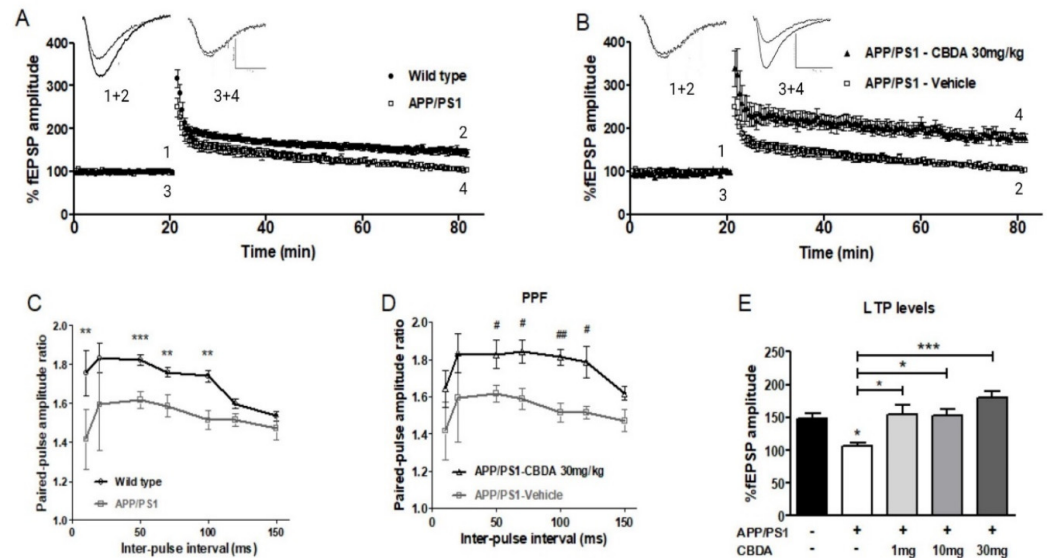 A
400
300
200
100
0
% fEPSP amplitude
1+2
3+4
Wild type
APP/PS1
1
2
3
4
0
20
40
60
80
Time (min)
B
400
300
200
100
0
%fEPSP amplitude
1+2
3+4
APP/PS1 - CBDA 30mg/kg
APP/PS1 - Vehicle
1
4
3
2
0
20
40
60
80
Time (min)
C
2.0
1.8
1.6
1.4
1.2
1.0
Paired-pulse amplitude ratio
** *** ** **
Wild type
APP/PS1
0
50
100
150
Inter-pulse interval (ms)
D
PPF
2.0
1.8
1.6
1.4
1.2
1.0
Paired-pulse amplitude ratio
# # ## #
APP/PS1-CBDA 30mg/kg
APP/PS1-Vehicle
0
50
100
150
Inter-pulse interval (ms)
E
LTP levels
250
200
150
100
50
0
%fEPSP amplitude
***
*
*
*
APP/PS1 - + + + +
CBDA - - 1mg 10mg 30mg